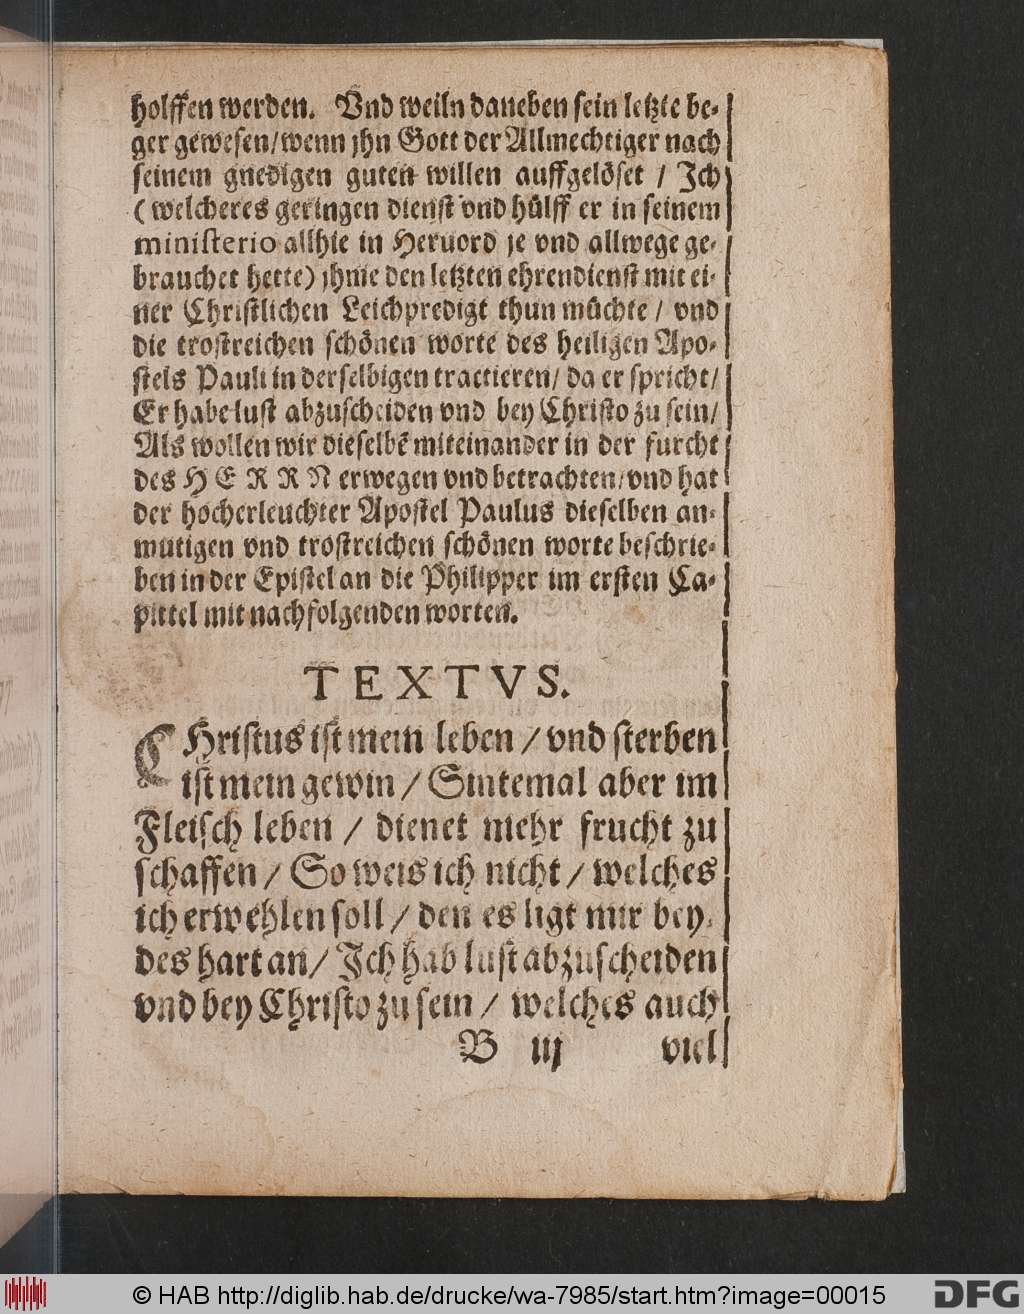 holffen werden. Vnd weiln daneben sein letzte be-
ger gewesen/wenn jhn Gott der Allmechtiger nach
seinem gnedigen guten willen auffgelöset / Jch
(welcheres geringen dienst vnd hülff er in seinem
ministerio allhie in Heruord je vnd allwege ge-
brauchet hette) jhme den letzten ehrendienst mit ei-
ner Christlichen Leichpredigt thun müchte / vnd
die trostreichen schönen worte des heiligen Apo-
stels Pauli in derselbigen tractieren/ da er spricht/
Er habe lust abzuscheiden vnd bey Christo zu sein/
Als wollen wir dieselbē miteinander in der furcht
des HERRN erwegen vnd betrachten/vnd hat
der hocherleuchter Apostel Paulus dieselben an-
mutigen vnd trostreichen schönen worte beschrie-
ben in der Epistel an die Philipper im ersten Ca-
pittel mit nachfolgenden worten.
TEXTVS.
CHristus ist mein leben / vnd sterben
ist mein gewin / Sintemal aber im
Fleisch leben / dienet mehr frucht zu
schaffen / So weis ich nicht / welches
ich erwehlen soll / den es ligt mir bey-
des hart an/ Jch hab lust abzuscheiden
vnd bey Christo zu sein / welches auch
B iij viel
© HAB http://diglib.hab.de/drucke/wa-7985/start.htm?image=00015
DFG